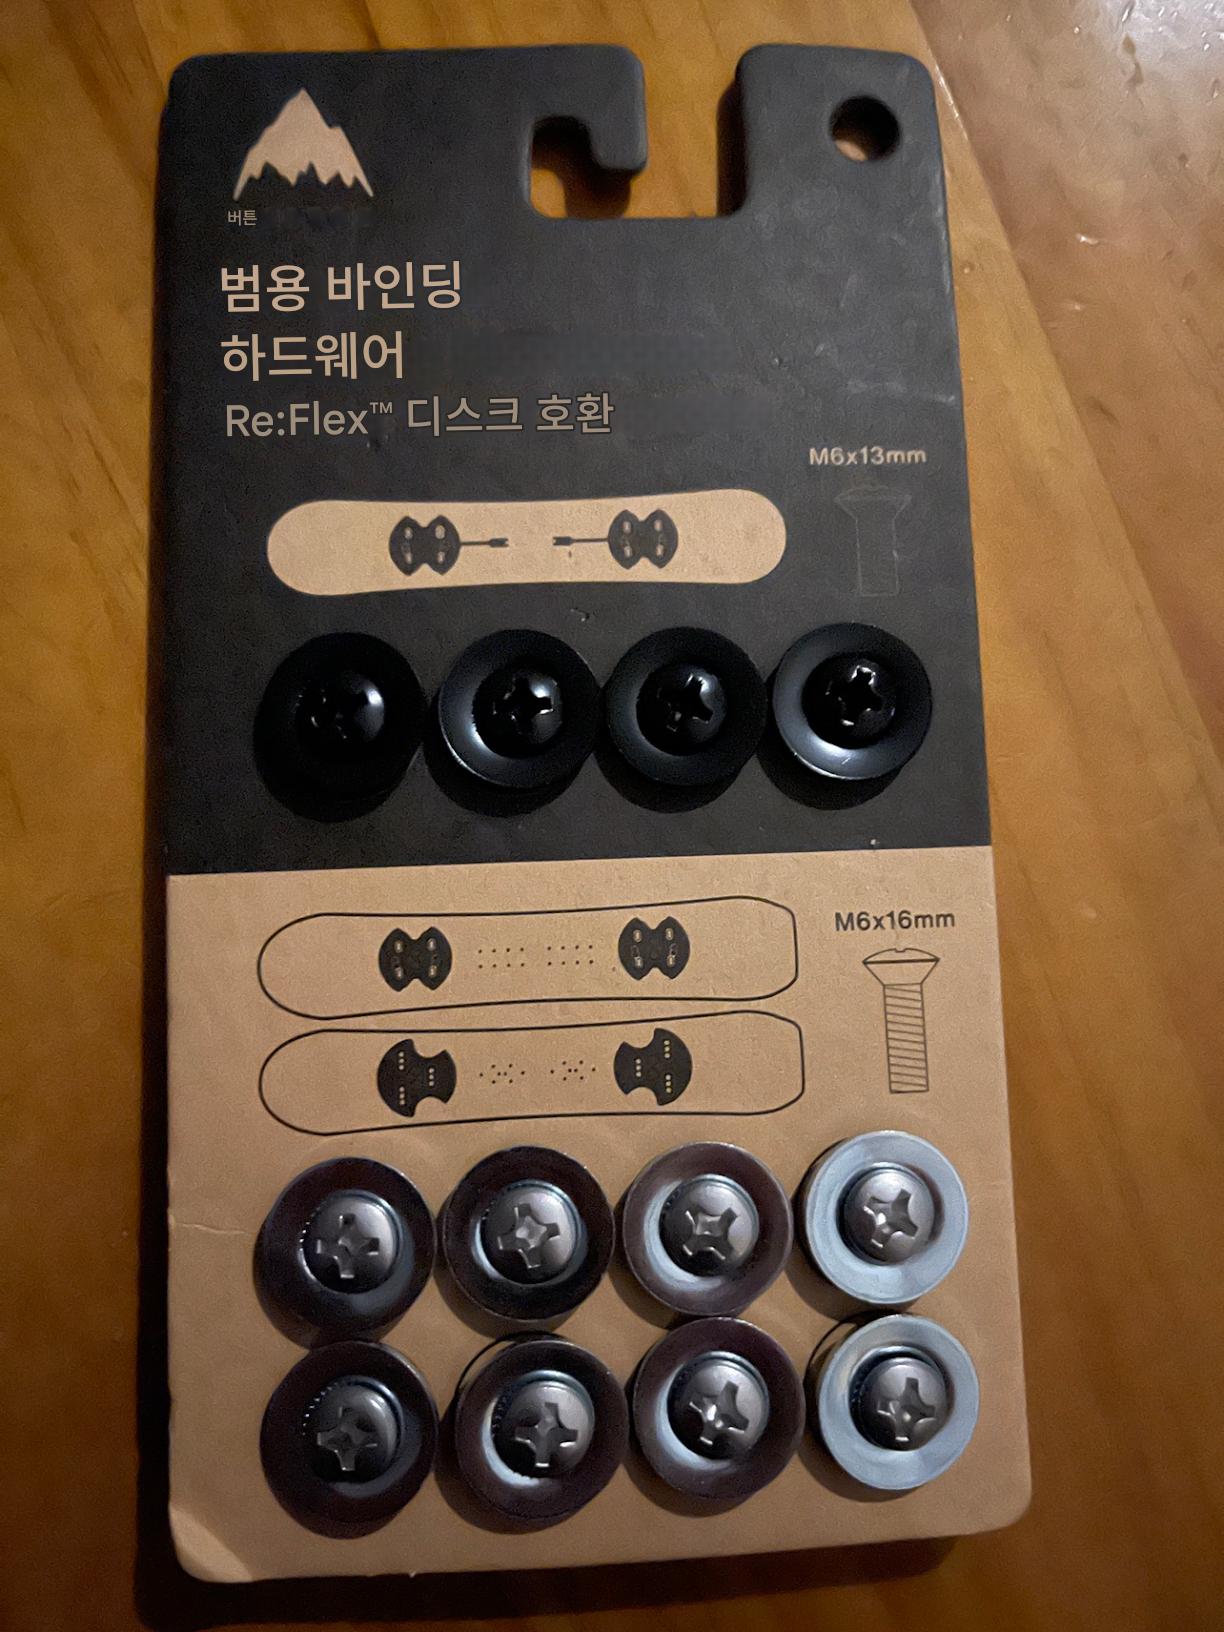 버튼
범용 바인딩
하드웨어
Re:Flex™ 디스크 호환
M6x13mm
M6x16mm